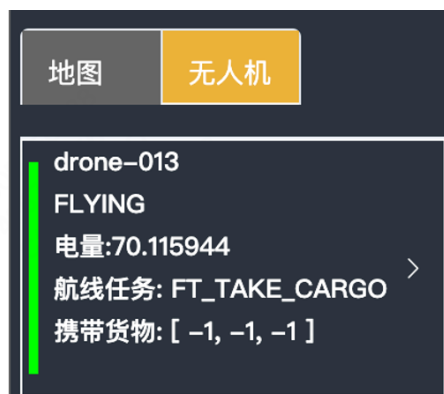 地图 无人机
drone-013
FLYING
电量:70.115944
航线任务: FT_TAKE_CARGO
携带货物: [ -1, -1, -1 ]